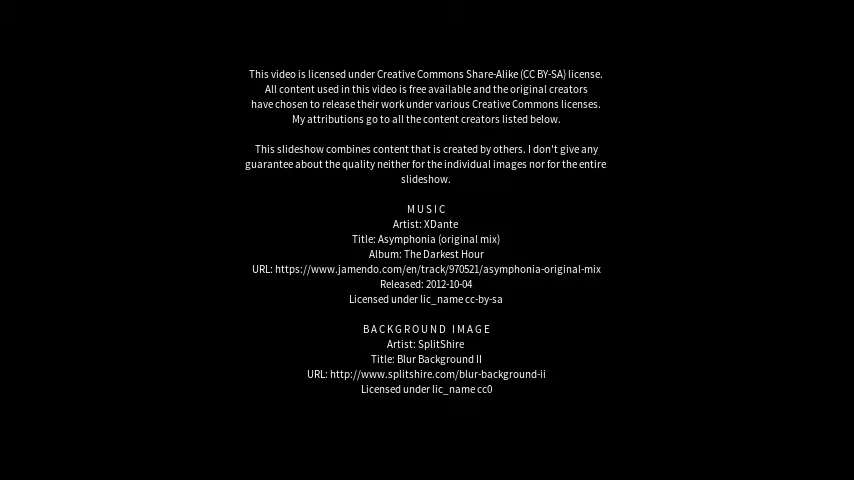 This video is licensed under Creative Commons Share-Alike (CC BY-SA) license.
All content used in this video is free available and the original creators
have chosen to release their work under various Creative Commons licenses.
My attributions go to all the content creators listed below.
This slideshow combines content that is created by others. I don't give any
guarantee about the quality neither for the individual images nor for the entire
slideshow.
MUSIC
Artist: XDante
Title: Asymphonia (original mix)
Album: The Darkest Hour
URL: https://www.jamendo.com/en/track/970521/asymphonia-original-mix
Released: 2012-10-04
Licensed under lic_name cc-by-sa
BACKGROUND IMAGE
Artist: SplitShire
Title: Blur Background II
URL: http://www.splitshire.com/blur-background-ii
Licensed under lic_name cc0